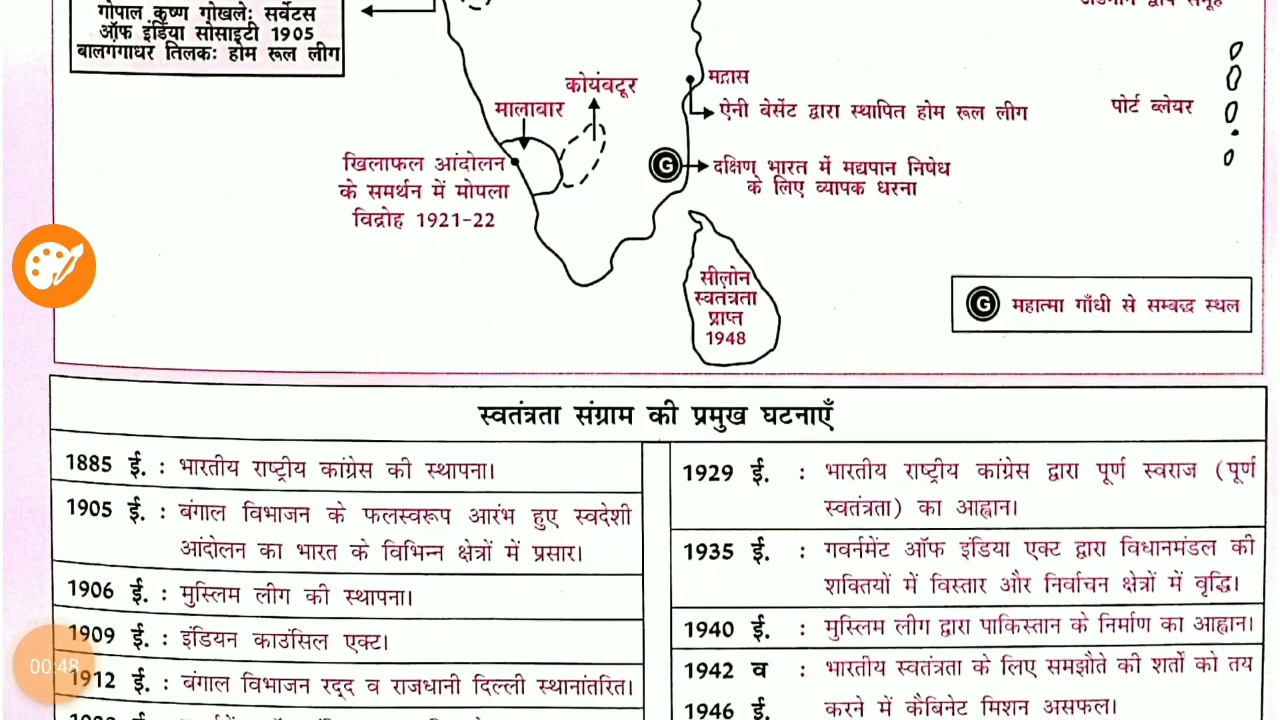 गोपाल कृष्ण गोखलेः सर्वेंटस
ऑफ इंडिया सोसाइटी 1905
बालगंगाधर तिलकः होम रूल लीग
कोयंबटूर
मालाबार
खिलाफल आंदोलन
के समर्थन में मोपला
विद्रोह 1921-22
मद्रास
ऐनी बेसेंट द्वारा स्थापित होम रूल लीग
G
दक्षिण भारत में मद्यपान निषेध
के लिए व्यापक धरना
पोर्ट ब्लेयर
सीलोन
स्वतंत्रता
प्राप्त
1948
G महात्मा गाँधी से सम्बद्ध स्थल
स्वतंत्रता संग्राम की प्रमुख घटनाएँ
1885 ई. : भारतीय राष्ट्रीय कांग्रेस की स्थापना।
1905 ई. : बंगाल विभाजन के फलस्वरूप आरंभ हुए स्वदेशी
आंदोलन का भारत के विभिन्न क्षेत्रों में प्रसार।
1906 ई. : मुस्लिम लीग की स्थापना।
1909 ई. : इंडियन काउंसिल एक्ट।
1912 ई. : बंगाल विभाजन रद्द व राजधानी दिल्ली स्थानांतरित।
1929 ई. : भारतीय राष्ट्रीय कांग्रेस द्वारा पूर्ण स्वराज (पूर्ण
स्वतंत्रता) का आह्वान।
1935 ई. : गवर्नमेंट ऑफ इंडिया एक्ट द्वारा विधानमंडल की
शक्तियों में विस्तार और निर्वाचन क्षेत्रों में वृद्धि।
1940 ई. : मुस्लिम लीग द्वारा पाकिस्तान के निर्माण का आह्वान।
1942 व : भारतीय स्वतंत्रता के लिए समझौते की शर्तों को तय
1946 ई. करने में कैबिनेट मिशन असफल।
00:48